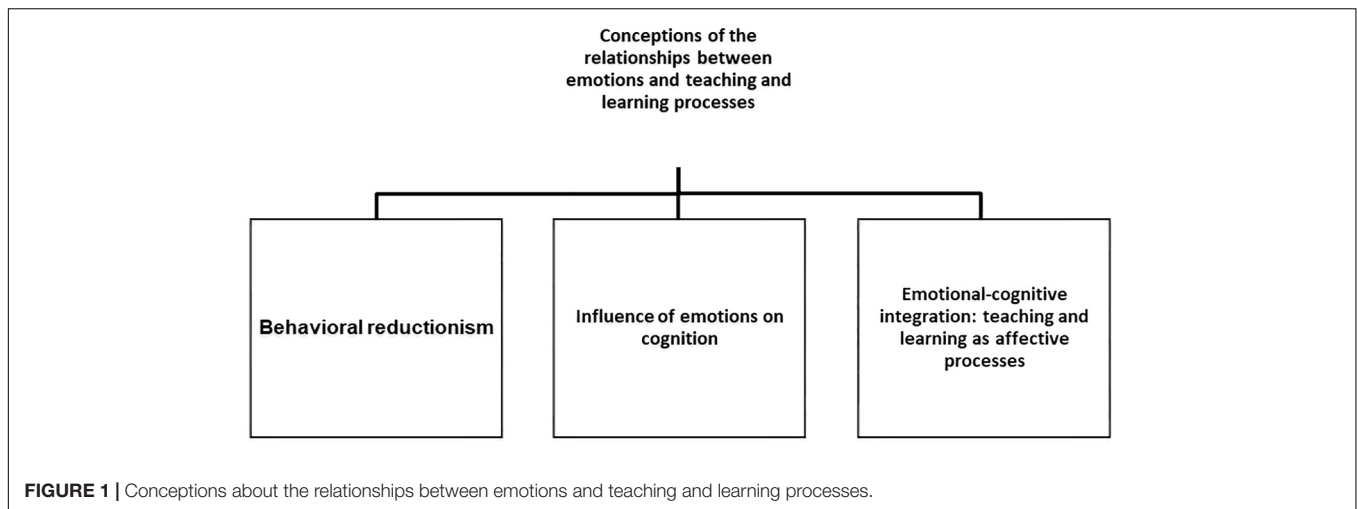 Conceptions of the
relationships between
emotions and teaching and
learning processes
Behavioral reductionism
Influence of emotions on
cognition
Emotional-cognitive
integration: teaching and
learning as affective
processes
FIGURE 1 | Conceptions about the relationships between emotions and teaching and learning processes.